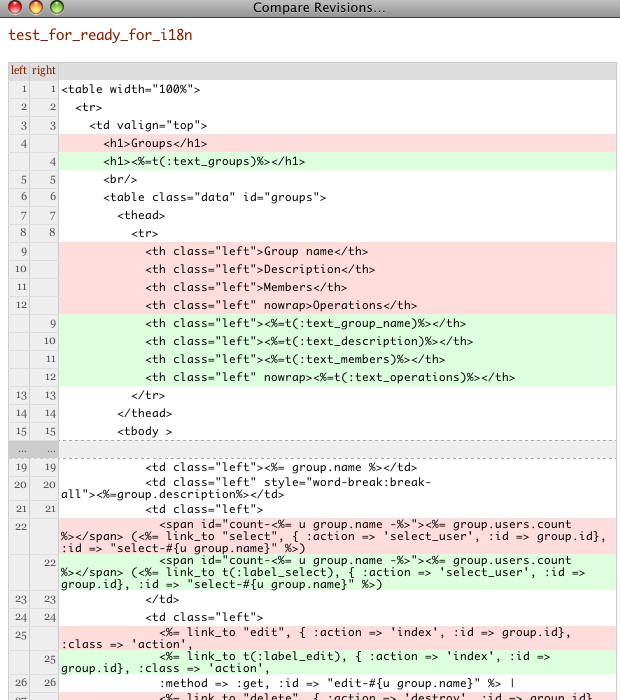 Compare Revisions...
test_for_ready_for_i18n
left right
1 1 <table width="100%">
2 2 <tr>
3 3 <td valign="top">
4 <h1>Groups</h1>
4 <h1><%=t(:text_groups)%></h1>
5 5 <br/>
6 6 <table class="data" id="groups">
7 7 <thead>
8 8 <tr>
9 <th class="left">Group name</th>
10 <th class="left">Description</th>
11 <th class="left">Members</th>
12 <th class="left" nowrap>Operations</th>
9 <th class="left"><%=t(:text_group_name)%></th>
10 <th class="left"><%=t(:text_description)%></th>
11 <th class="left"><%=t(:text_members)%></th>
12 <th class="left" nowrap><%=t(:text_operations)%></th>
13 13 </tr>
14 14 </thead>
15 15 <tbody >
... ...
19 19 <td class="left"><%= group.name %></td>
20 20 <td class="left" style="word-break:break-
all"><%=group.description%></td>
21 21 <td class="left">
22 <span id="count-<%= u group.name -%>"><%= group.users.count
%></span> (<%= link_to "select", { :action => 'select_user', :id => group.id},
:id => "select-#{u group.name}" %>)
22 <span id="count-<%= u group.name -%>"><%= group.users.count
%></span> (<%= link_to t(:label_select), { :action => 'select_user', :id =>
group.id}, :id => "select-#{u group.name}" %>)
23 23 </td>
24 24 <td class="left">
25 <%= link_to "edit", { :action => 'index', :id => group.id},
:class => 'action',
25 <%= link_to t(:label_edit), { :action => 'index', :id =>
group.id}, :class => 'action',
26 26 :method => :get, :id => "edit-#{u group.name}" %> |
27 <%= link_to "delete", { :action => 'destroy', :id => group.id}